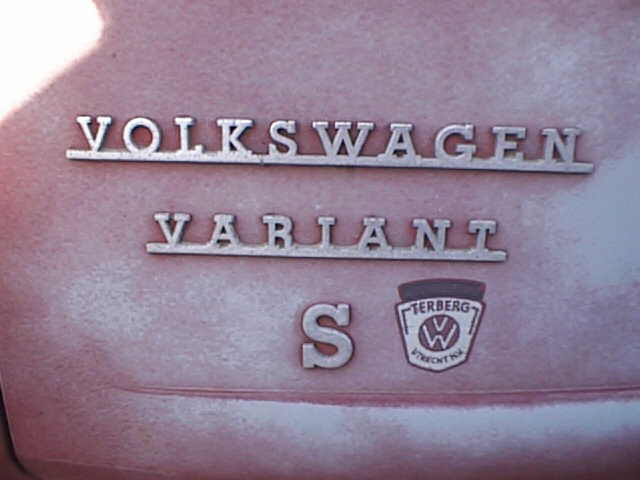 VOLKSWAGEN
VARIANT
S
TERBERG
VW
UTRECHT N.V.